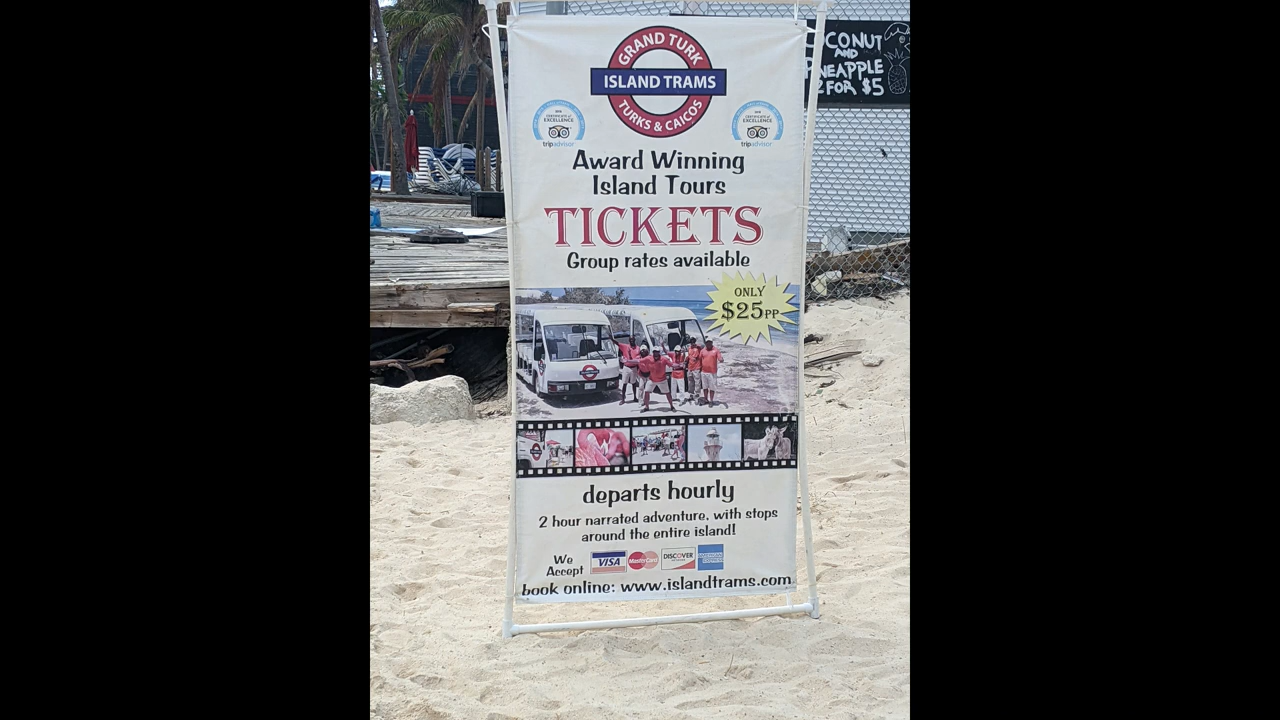 GRAND TURK
ISLAND TRAMS
TURKS & CAICOS
CERTIFICATE of EXCELLENCE
tripadvisor
CERTIFICATE of EXCELLENCE
tripadvisor
Award Winning
Island Tours
TICKETS
Group rates available
ONLY
$25PP
departs hourly
2 hour narrated adventure, with stops
around the entire island!
We
Accept
VISA
MasterCard
DISCOVER
AMERICAN EXPRESS
book online: www.islandtrams.com
CONUT
AND
NEAPPLE
2 FOR $5